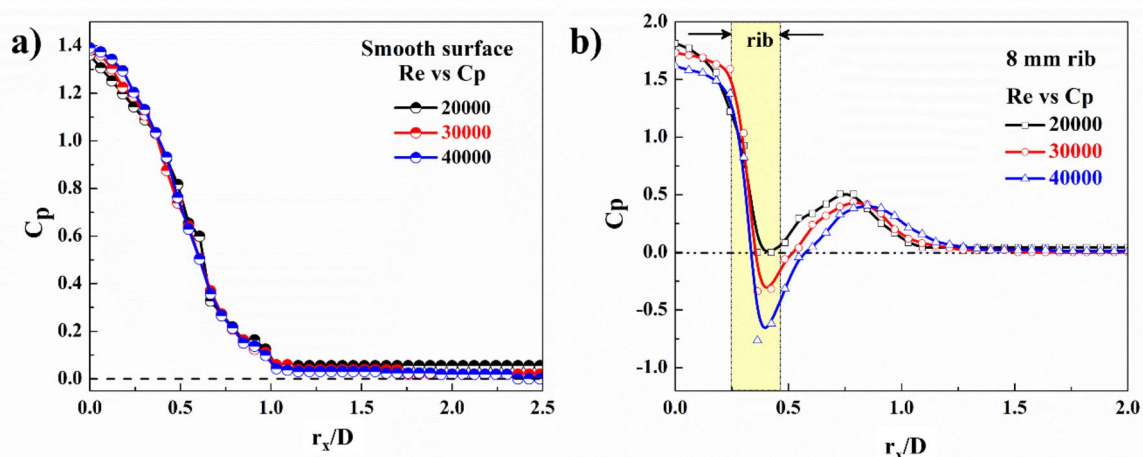 a)
Smooth surface
Re vs Cp
20000
30000
40000
Cp
1.4
1.2
1.0
0.8
0.6
0.4
0.2
0.0
0.0 0.5 1.0 1.5 2.0 2.5
rx/D
b)
rib
8 mm rib
Re vs Cp
20000
30000
40000
Cp
2.0
1.5
1.0
0.5
0.0
-0.5
-1.0
0.0 0.5 1.0 1.5 2.0
rx/D